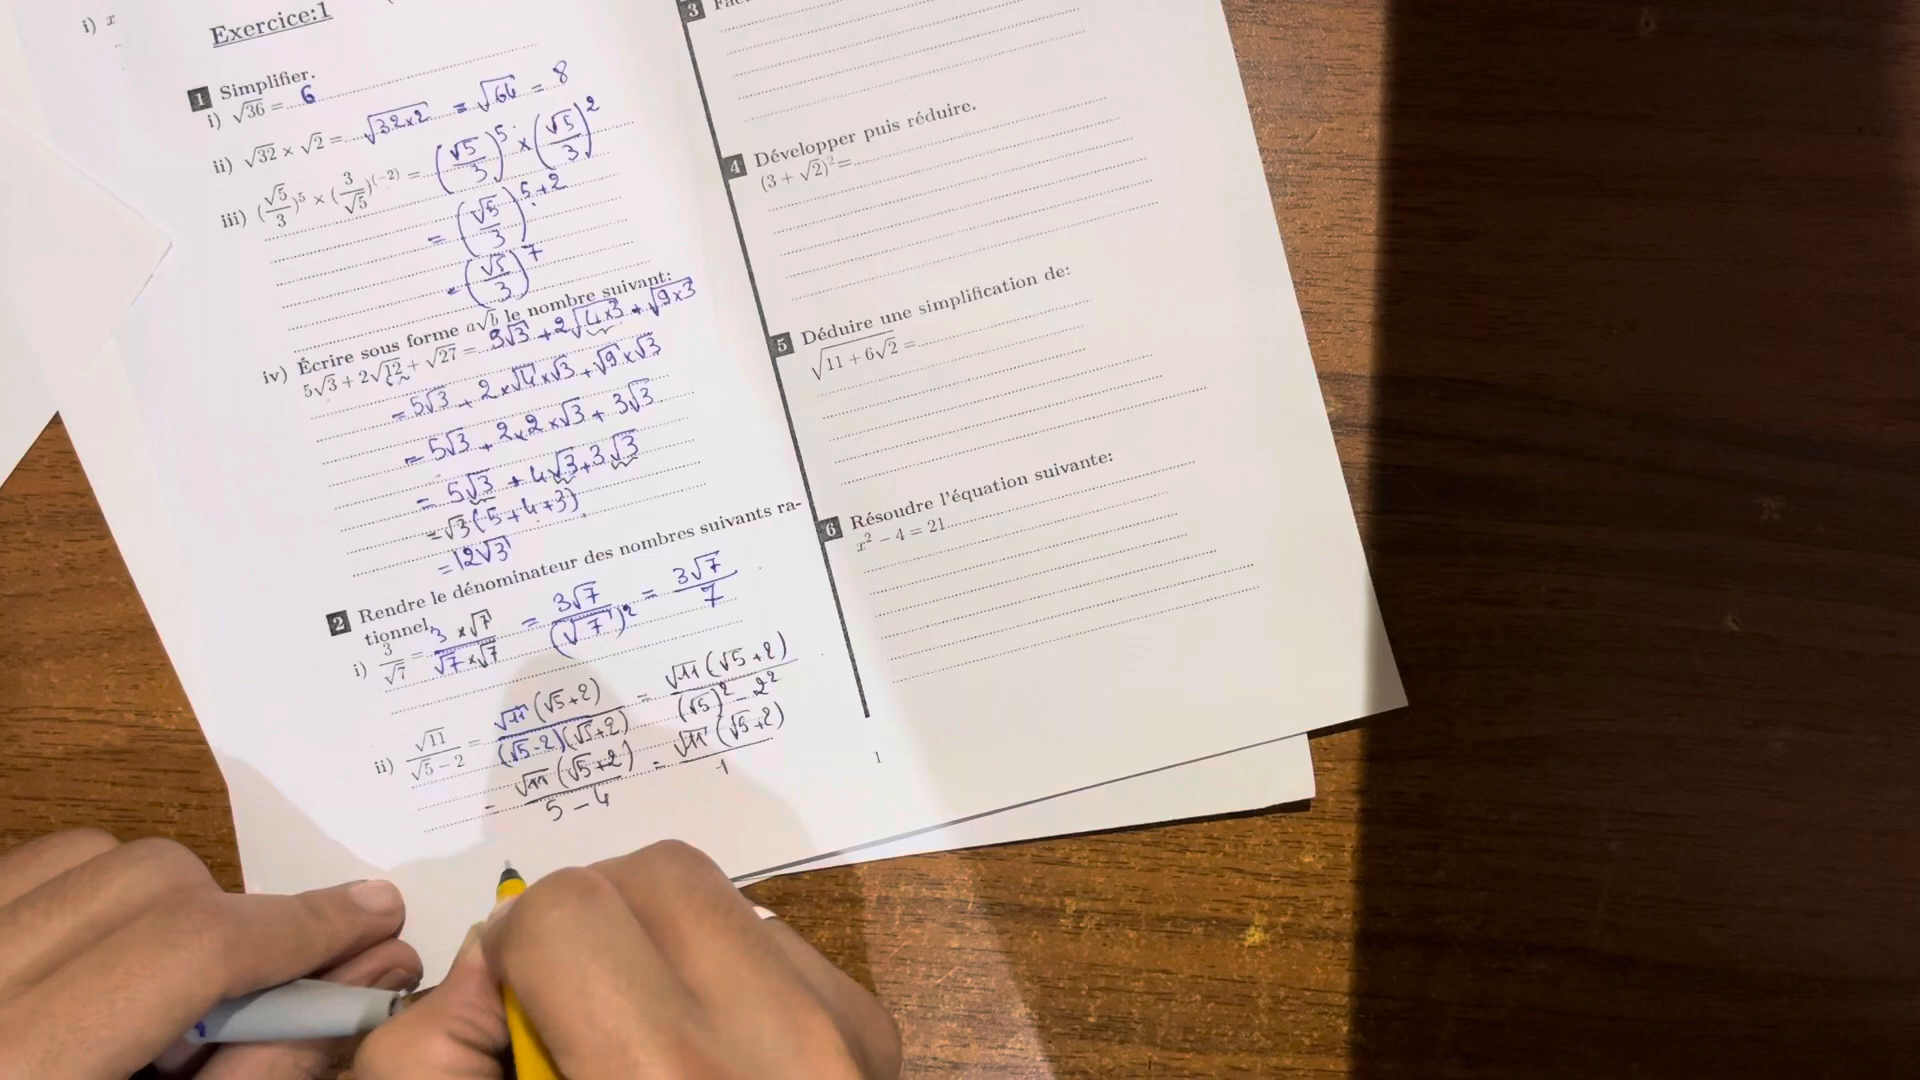 i) x
Exercice:1
1 Simplifier.
i) √36 = 6
ii) √32 × √2 = √32×2 = √64 = 8
iii) (√5/3)^5 × (3/√5)^(-2) = (√5/3)^5 × (√5/3)^2
= (√5/3)^5+2
= (√5/3)^7
iv) Écrire sous forme a√b le nombre suivant:
5√3 + 2√12 + √27 = 5√3 + 2√4×3 + √9×3
= 5√3 + 2×√4×√3 + √9×√3
= 5√3 + 2×2×√3 + 3√3
= 5√3 + 4√3 + 3√3
= √3(5+4+3)
= 12√3
2 Rendre le dénominateur des nombres suivants ra-
tionnel.
i) 3/√7 = 3×√7/√7×√7 = 3√7/(√7)^2 = 3√7/7
ii) √11/√5 − 2 = √11(√5+2)/(√5-2)(√5+2) = √11(√5+2)/(√5)^2 - 2^2
= √11(√5+2)/5-4 = √11(√5+2)/1
3
4 Développer puis réduire.
(3 + √2)^2 =
5 Déduire une simplification de:
√11 + 6√2 =
6 Résoudre l'équation suivante:
x^2 − 4 = 21
1